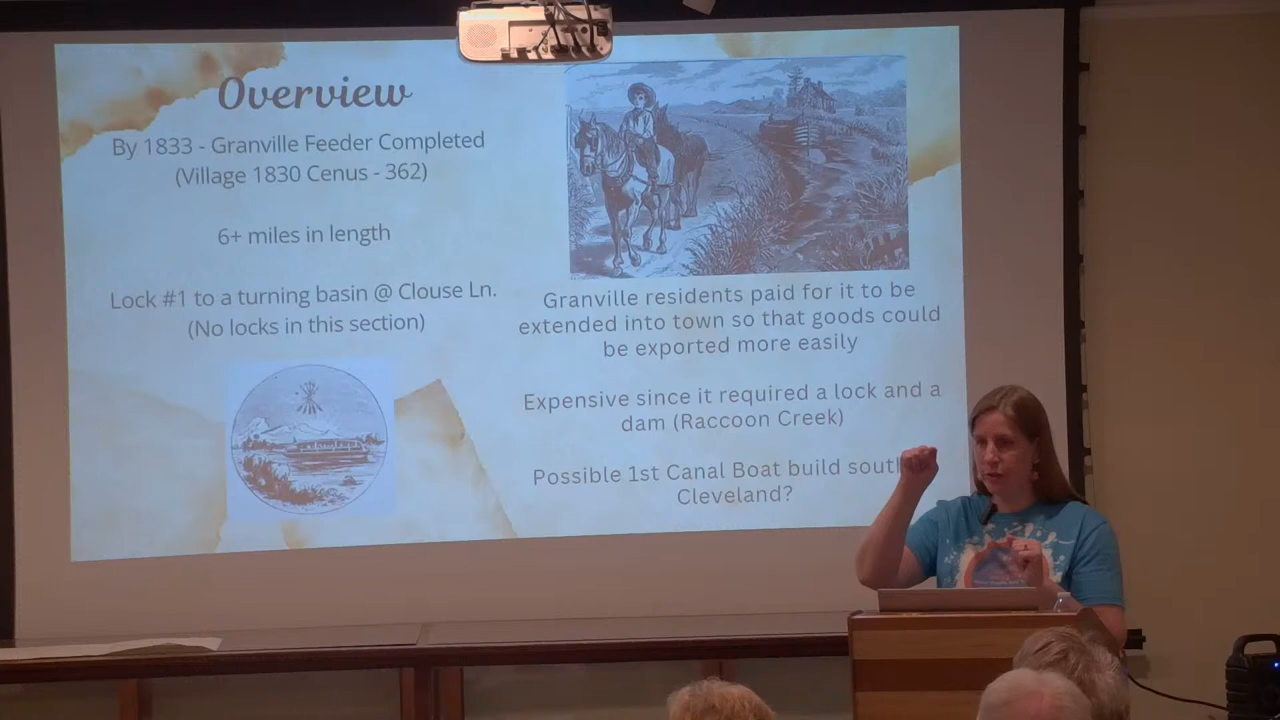 Overview
By 1833 - Granville Feeder Completed
(Village 1830 Cenus - 362)
6+ miles in length
Lock #1 to a turning basin @ Clouse Ln.
(No locks in this section)
Granville residents paid for it to be
extended into town so that goods could
be exported more easily
Expensive since it required a lock and a
dam (Raccoon Creek)
Possible 1st Canal Boat build sout
Cleveland?